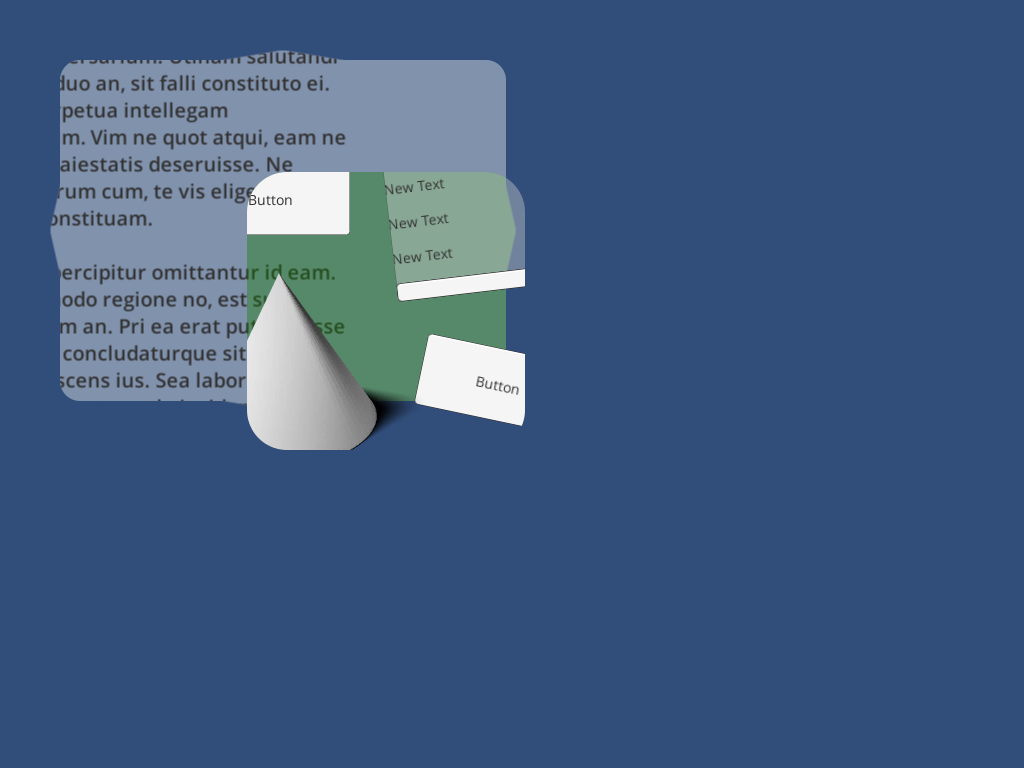 ersarium. Utinam salutandi
duo an, sit falli constituto ei.
rpetua intellegam
m. Vim ne quot atqui, eam ne
aiestatis deseruisse. Ne
rum cum, te vis elige
onstituam.
percipitur omittantur id eam.
odo regione no, est s
m an. Pri ea erat pu sse
concludaturque sit
scens ius. Sea labor
Button
New Text
New Text
New Text
Button